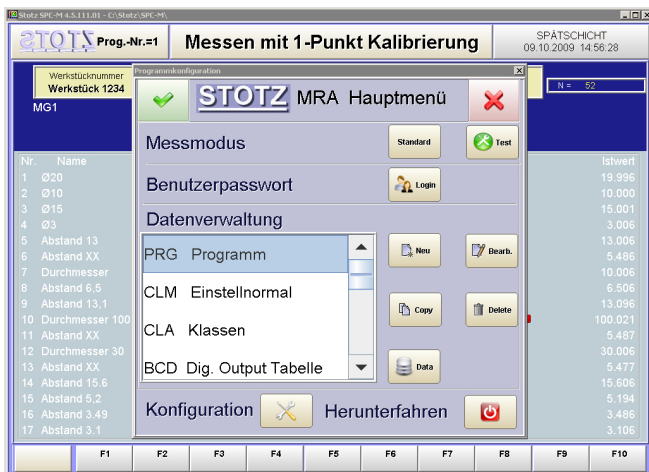 Stotz SPC-M 4.5.111.01 - C:\Stotz\SPC-M\
STOTZ Prog.-Nr.=1 Messen mit 1-Punkt Kalibrierung SPÄTSCHICHT
09.10.2009 14:56:28
Werkstücknummer
Werkstück 1234
N = 52
MG1
Programmkonfiguration
STOTZ MRA Hauptmenü
Messmodus Standard Test
Benutzerpasswort Login
Datenverwaltung
PRG Programm
CLM Einstellnormal
CLA Klassen
BCD Dig. Output Tabelle
Neu Bearb.
Copy Delete
Data
Konfiguration Herunterfahren
Nr. Name Istwert
1 Ø20 19.996
2 Ø10 10.000
3 Ø15 15.001
4 Ø3 3.006
5 Abstand 13 13.006
6 Abstand XX 5.486
7 Durchmesser 10.006
8 Abstand 6,5 6.506
9 Abstand 13,1 13.096
10 Durchmesser 100 100.021
11 Abstand XX 5.487
12 Durchmesser 30 30.006
13 Abstand XX 5.477
14 Abstand 15.6 15.606
15 Abstand 5,2 5.194
16 Abstand 3.49 3.486
17 Abstand 3.1 3.106
F1 F2 F3 F4 F5 F6 F7 F8 F9 F10